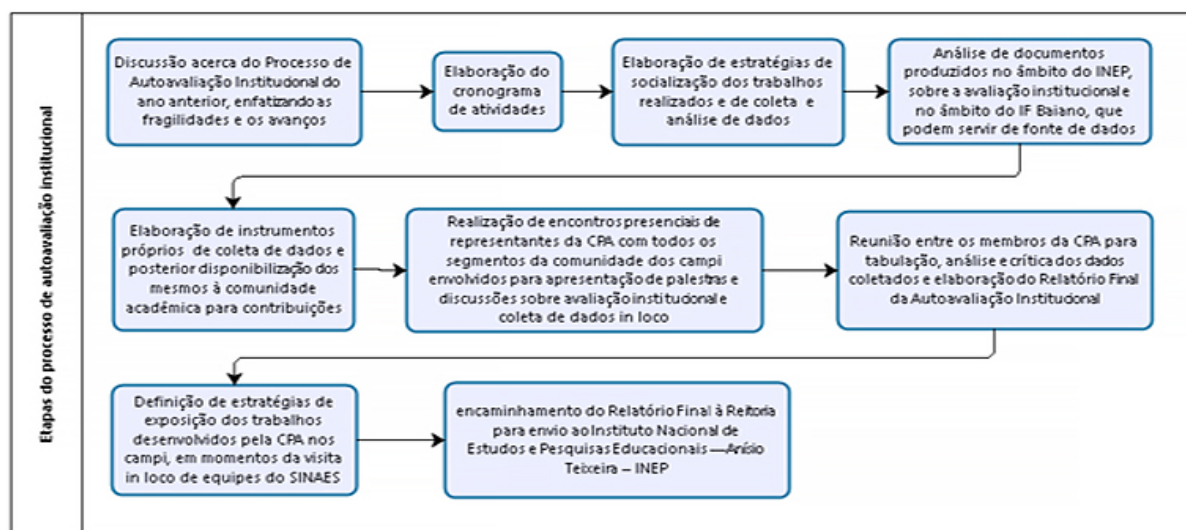 Etapas do processo de autoavaliação institucional
Discussão acerca do Processo de
Autoavaliação Institucional do
ano anterior, enfatizando as
fragilidades e os avanços
Elaboração do
cronograma
de atividades
Elaboração de estratégias de
socialização dos trabalhos
realizados e de coleta e
análise de dados
Análise de documentos
produzidos no âmbito do INEP,
sobre a avaliação institucional e
no âmbito do IF Baiano, que
podem servir de fonte de dados
Elaboração de instrumentos
próprios de coleta de dados e
posterior disponibilização dos
mesmos à comunidade
acadêmica para contribuições
Realização de encontros presenciais de
representantes da CPA com todos os
segmentos da comunidade dos campi
envolvidos para apresentação de palestras e
discussões sobre avaliação institucional e
coleta de dados in loco
Reunião entre os membros da CPA para
tabulação, análise e crítica dos dados
coletados e elaboração do Relatório Final
da Autoavaliação Institucional
Definição de estratégias de
exposição dos trabalhos
desenvolvidos pela CPA nos
campi, em momentos da visita
in loco de equipes do SINAES
encaminhamento do Relatório Final à Reitoria
para envio ao Instituto Nacional de
Estudos e Pesquisas Educacionais —Anísio
Teixeira – INEP